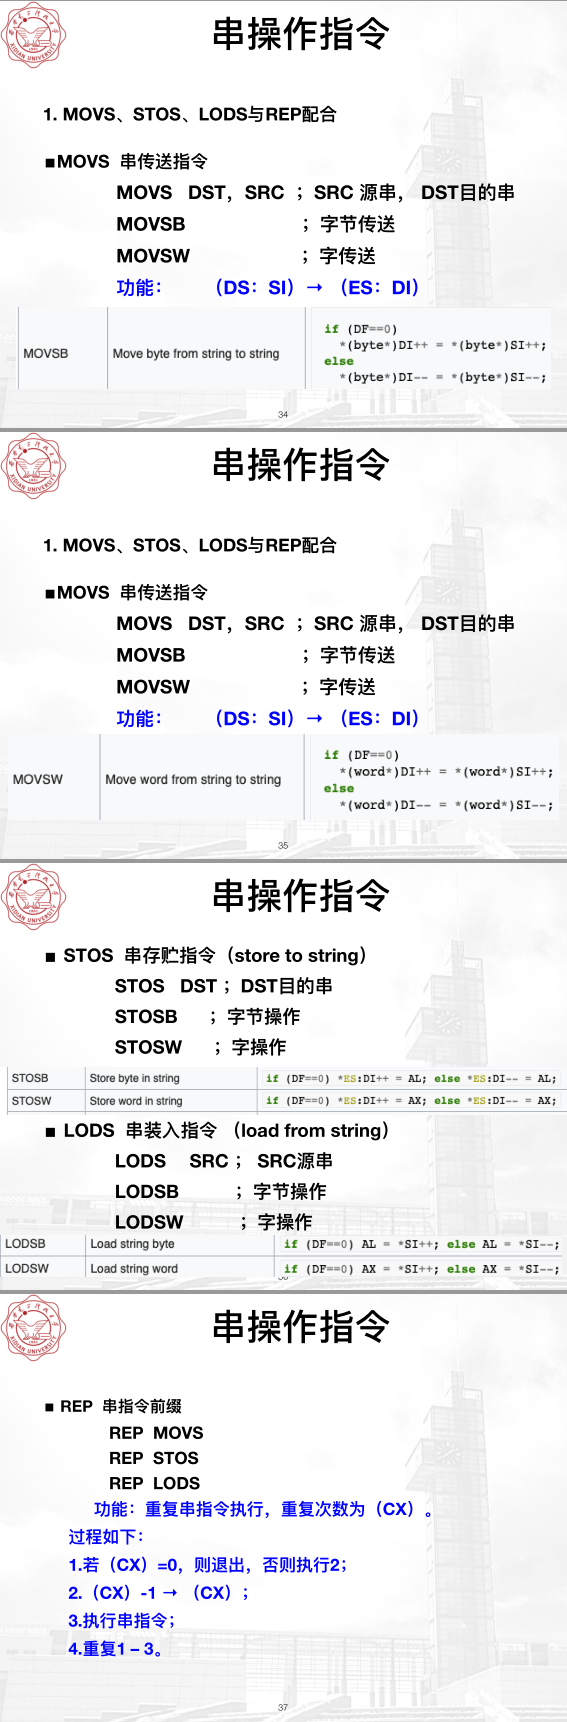 串操作指令
1. MOVS、STOS、LODS与REP配合
■MOVS 串传送指令
MOVS DST，SRC ；SRC 源串， DST目的串
MOVSB ；字节传送
MOVSW ；字传送
功能： （DS：SI）→ （ES：DI）
MOVSB Move byte from string to string
if (DF==0)
*(byte*)DI++ = *(byte*)SI++;
else
*(byte*)DI-- = *(byte*)SI--;
34
XIDIAN UNIVERSITY
串操作指令
1. MOVS、STOS、LODS与REP配合
■MOVS 串传送指令
MOVS DST，SRC ；SRC 源串， DST目的串
MOVSB ；字节传送
MOVSW ；字传送
功能： （DS：SI）→ （ES：DI）
MOVSW Move word from string to string
if (DF==0)
*(word*)DI++ = *(word*)SI++;
else
*(word*)DI-- = *(word*)SI--;
35
XIDIAN UNIVERSITY
串操作指令
■ STOS 串存贮指令（store to string）
STOS DST ；DST目的串
STOSB ；字节操作
STOSW ；字操作
STOSB Store byte in string if (DF==0) *ES:DI++ = AL; else *ES:DI-- = AL;
STOSW Store word in string if (DF==0) *ES:DI++ = AX; else *ES:DI-- = AX;
■ LODS 串装入指令 （load from string）
LODS SRC ； SRC源串
LODSB ；字节操作
LODSW ；字操作
LODSB Load string byte if (DF==0) AL = *SI++; else AL = *SI--;
LODSW Load string word if (DF==0) AX = *SI++; else AX = *SI--;
XIDIAN UNIVERSITY
串操作指令
■ REP 串指令前缀
REP MOVS
REP STOS
REP LODS
功能：重复串指令执行，重复次数为（CX）。
过程如下：
1.若（CX）=0，则退出，否则执行2；
2.（CX）-1 → （CX）；
3.执行串指令；
4.重复1 – 3。
37
XIDIAN UNIVERSITY